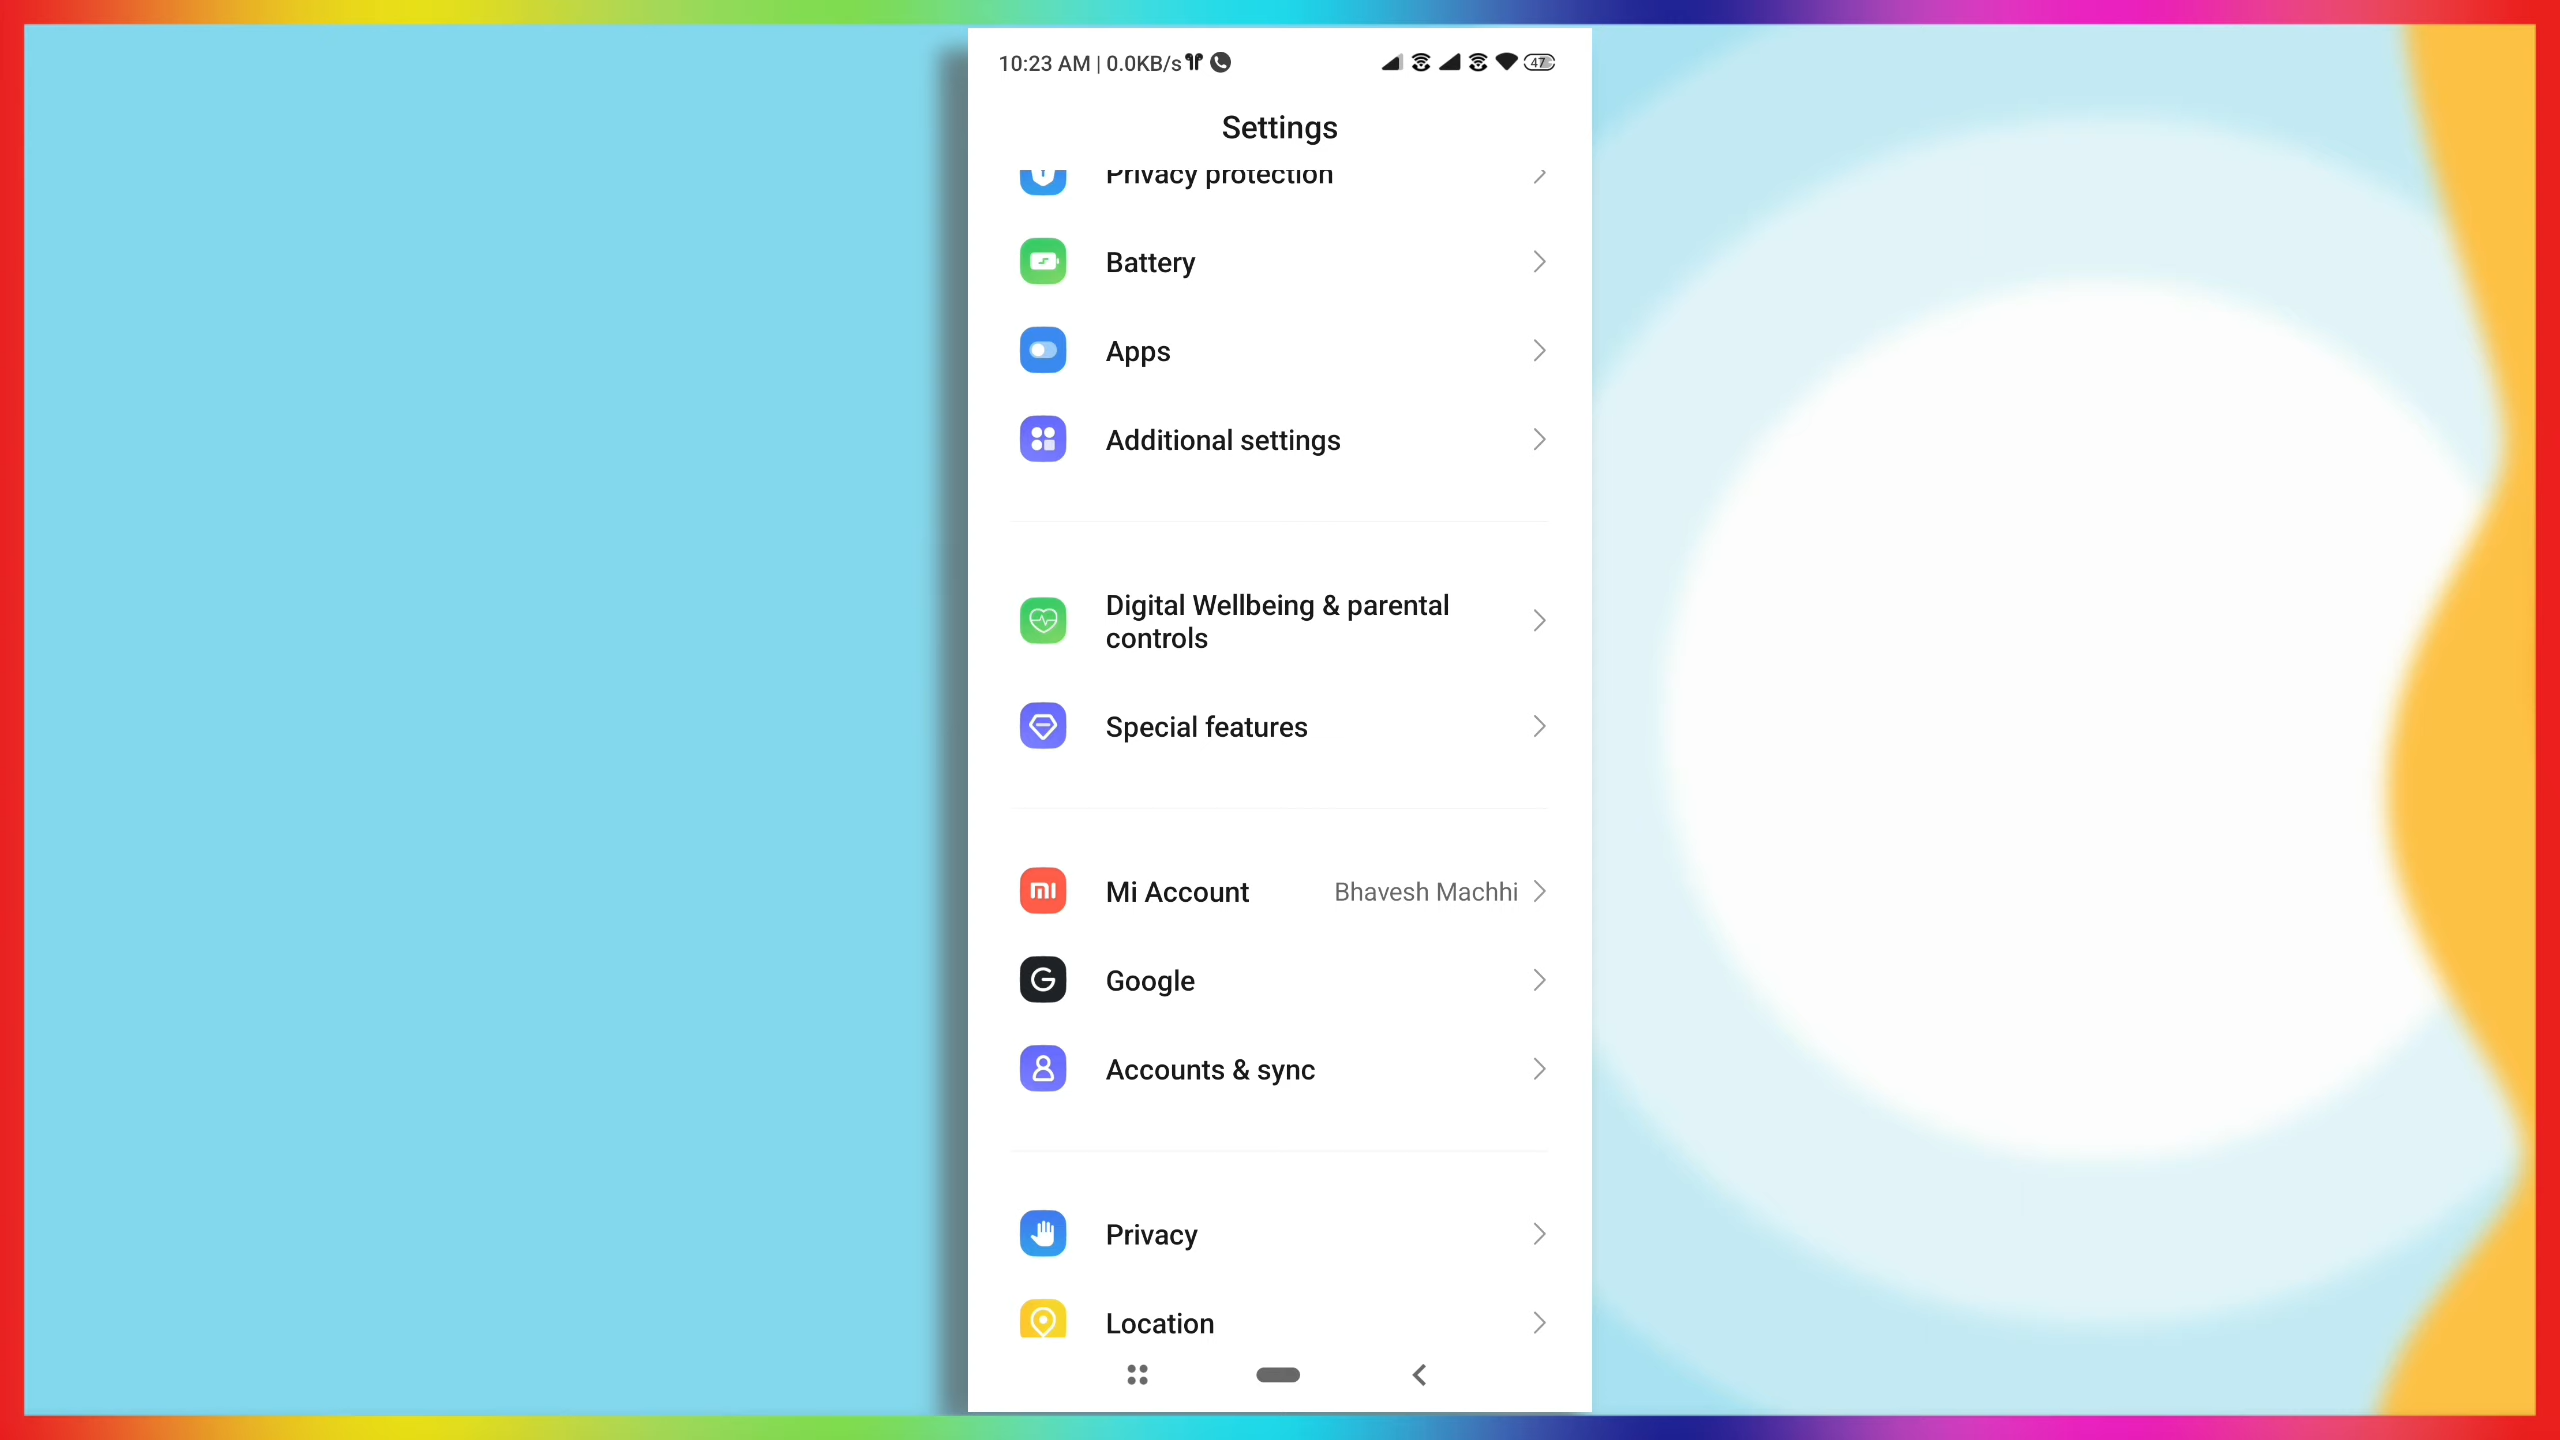 10:23 AM | 0.0KB/s 47
Settings
Privacy protection
Battery
Apps
Additional settings
Digital Wellbeing & parental
controls
Special features
Mi Account Bhavesh Machhi
Google
Accounts & sync
Privacy
Location